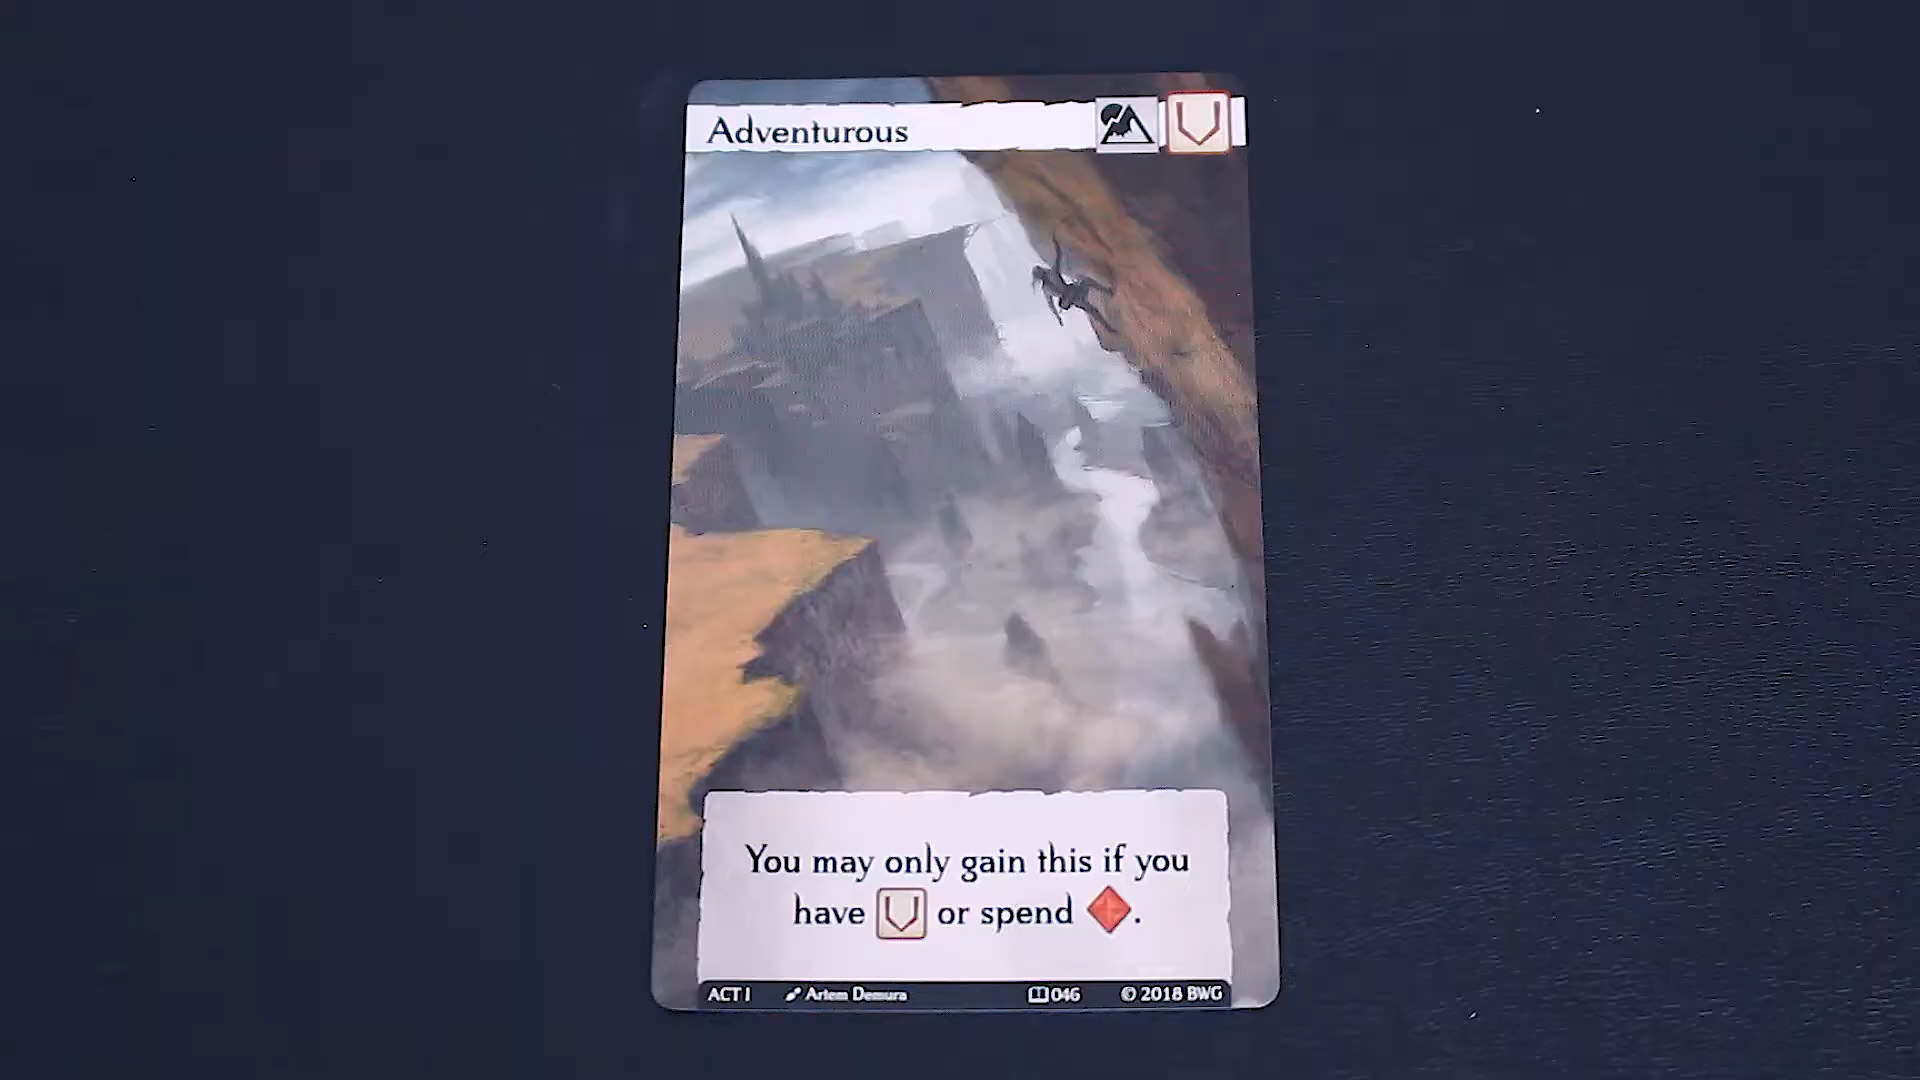 Adventurous
You may only gain this if you
have or spend .
ACT I Artem Demura 046 © 2018 BWG